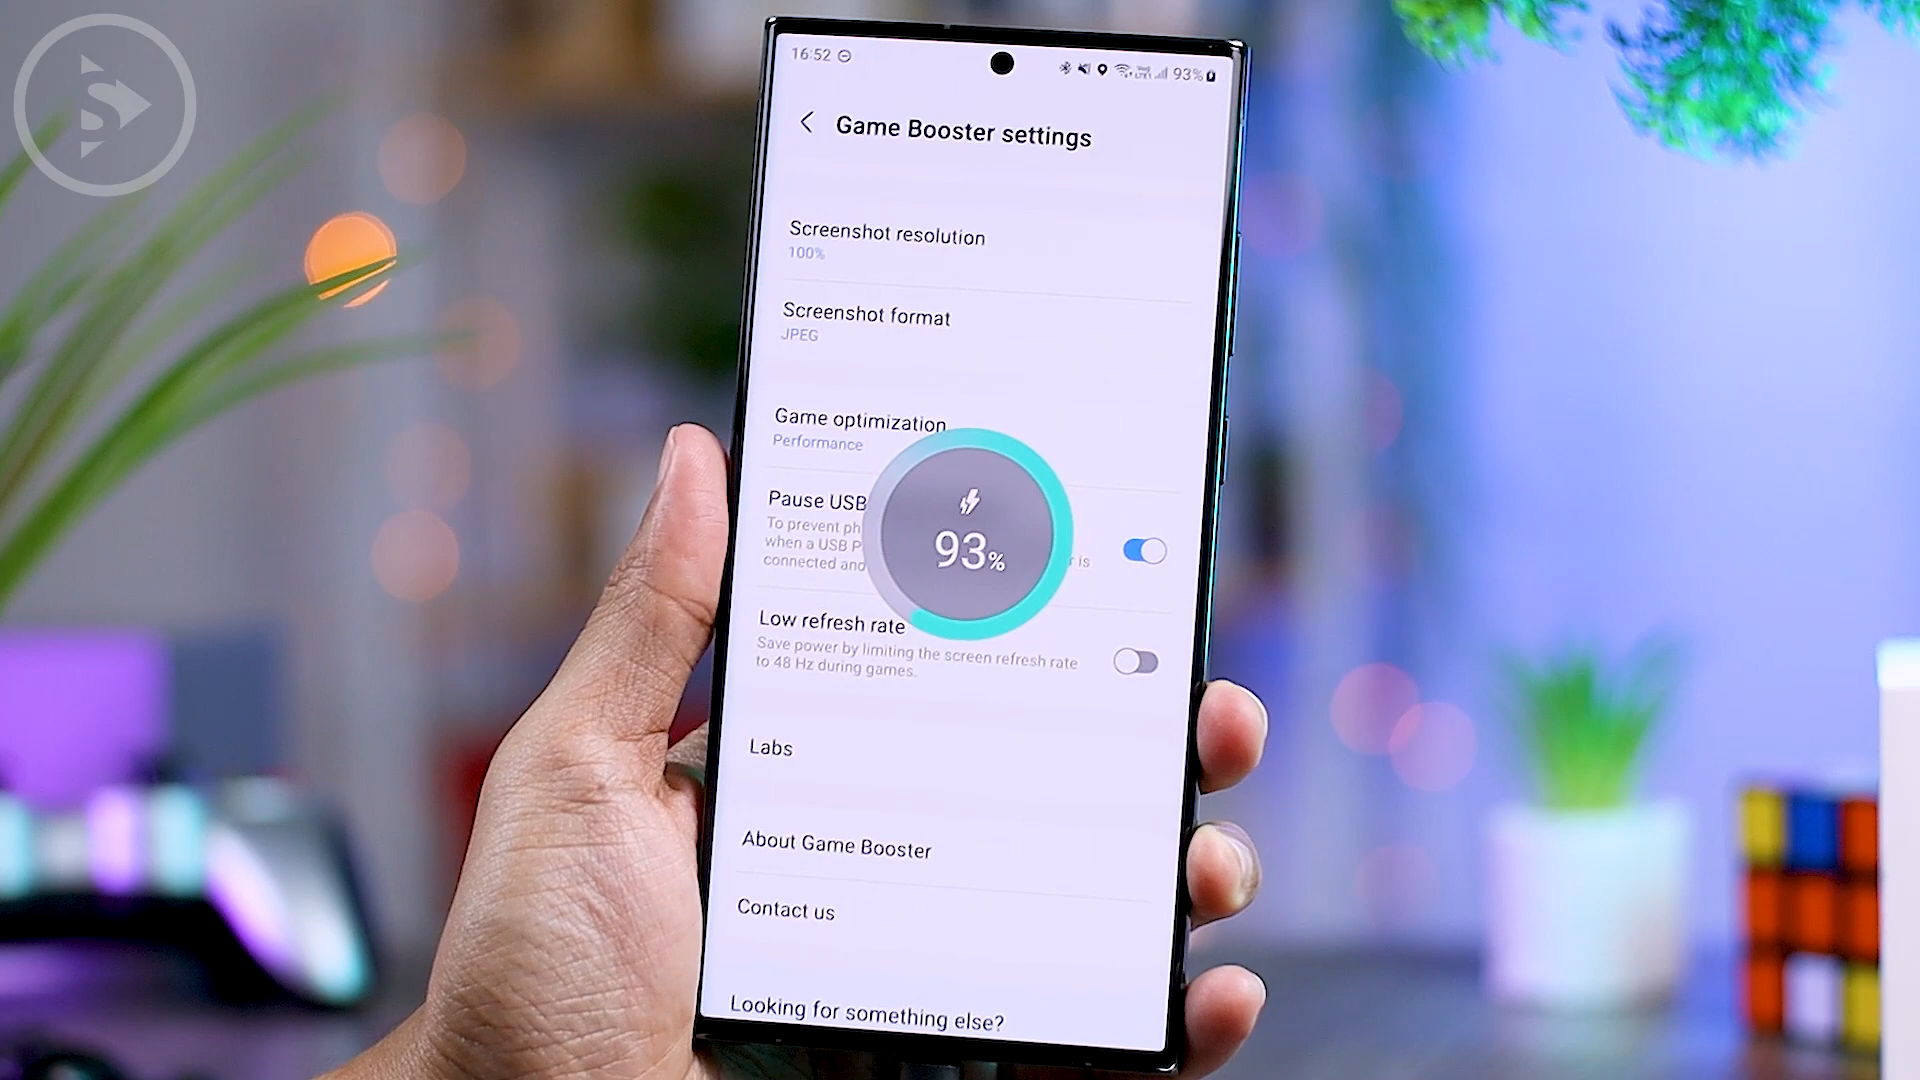 S
16:52
93%
Game Booster settings
Screenshot resolution
100%
Screenshot format
JPEG
Game optimization
Performance
Pause USB
To prevent ph
when a USB P
r is
connected and
93%
Low refresh rate
Save power by limiting the screen refresh rate
to 48 Hz during games.
Labs
About Game Booster
Contact us
Looking for something else?